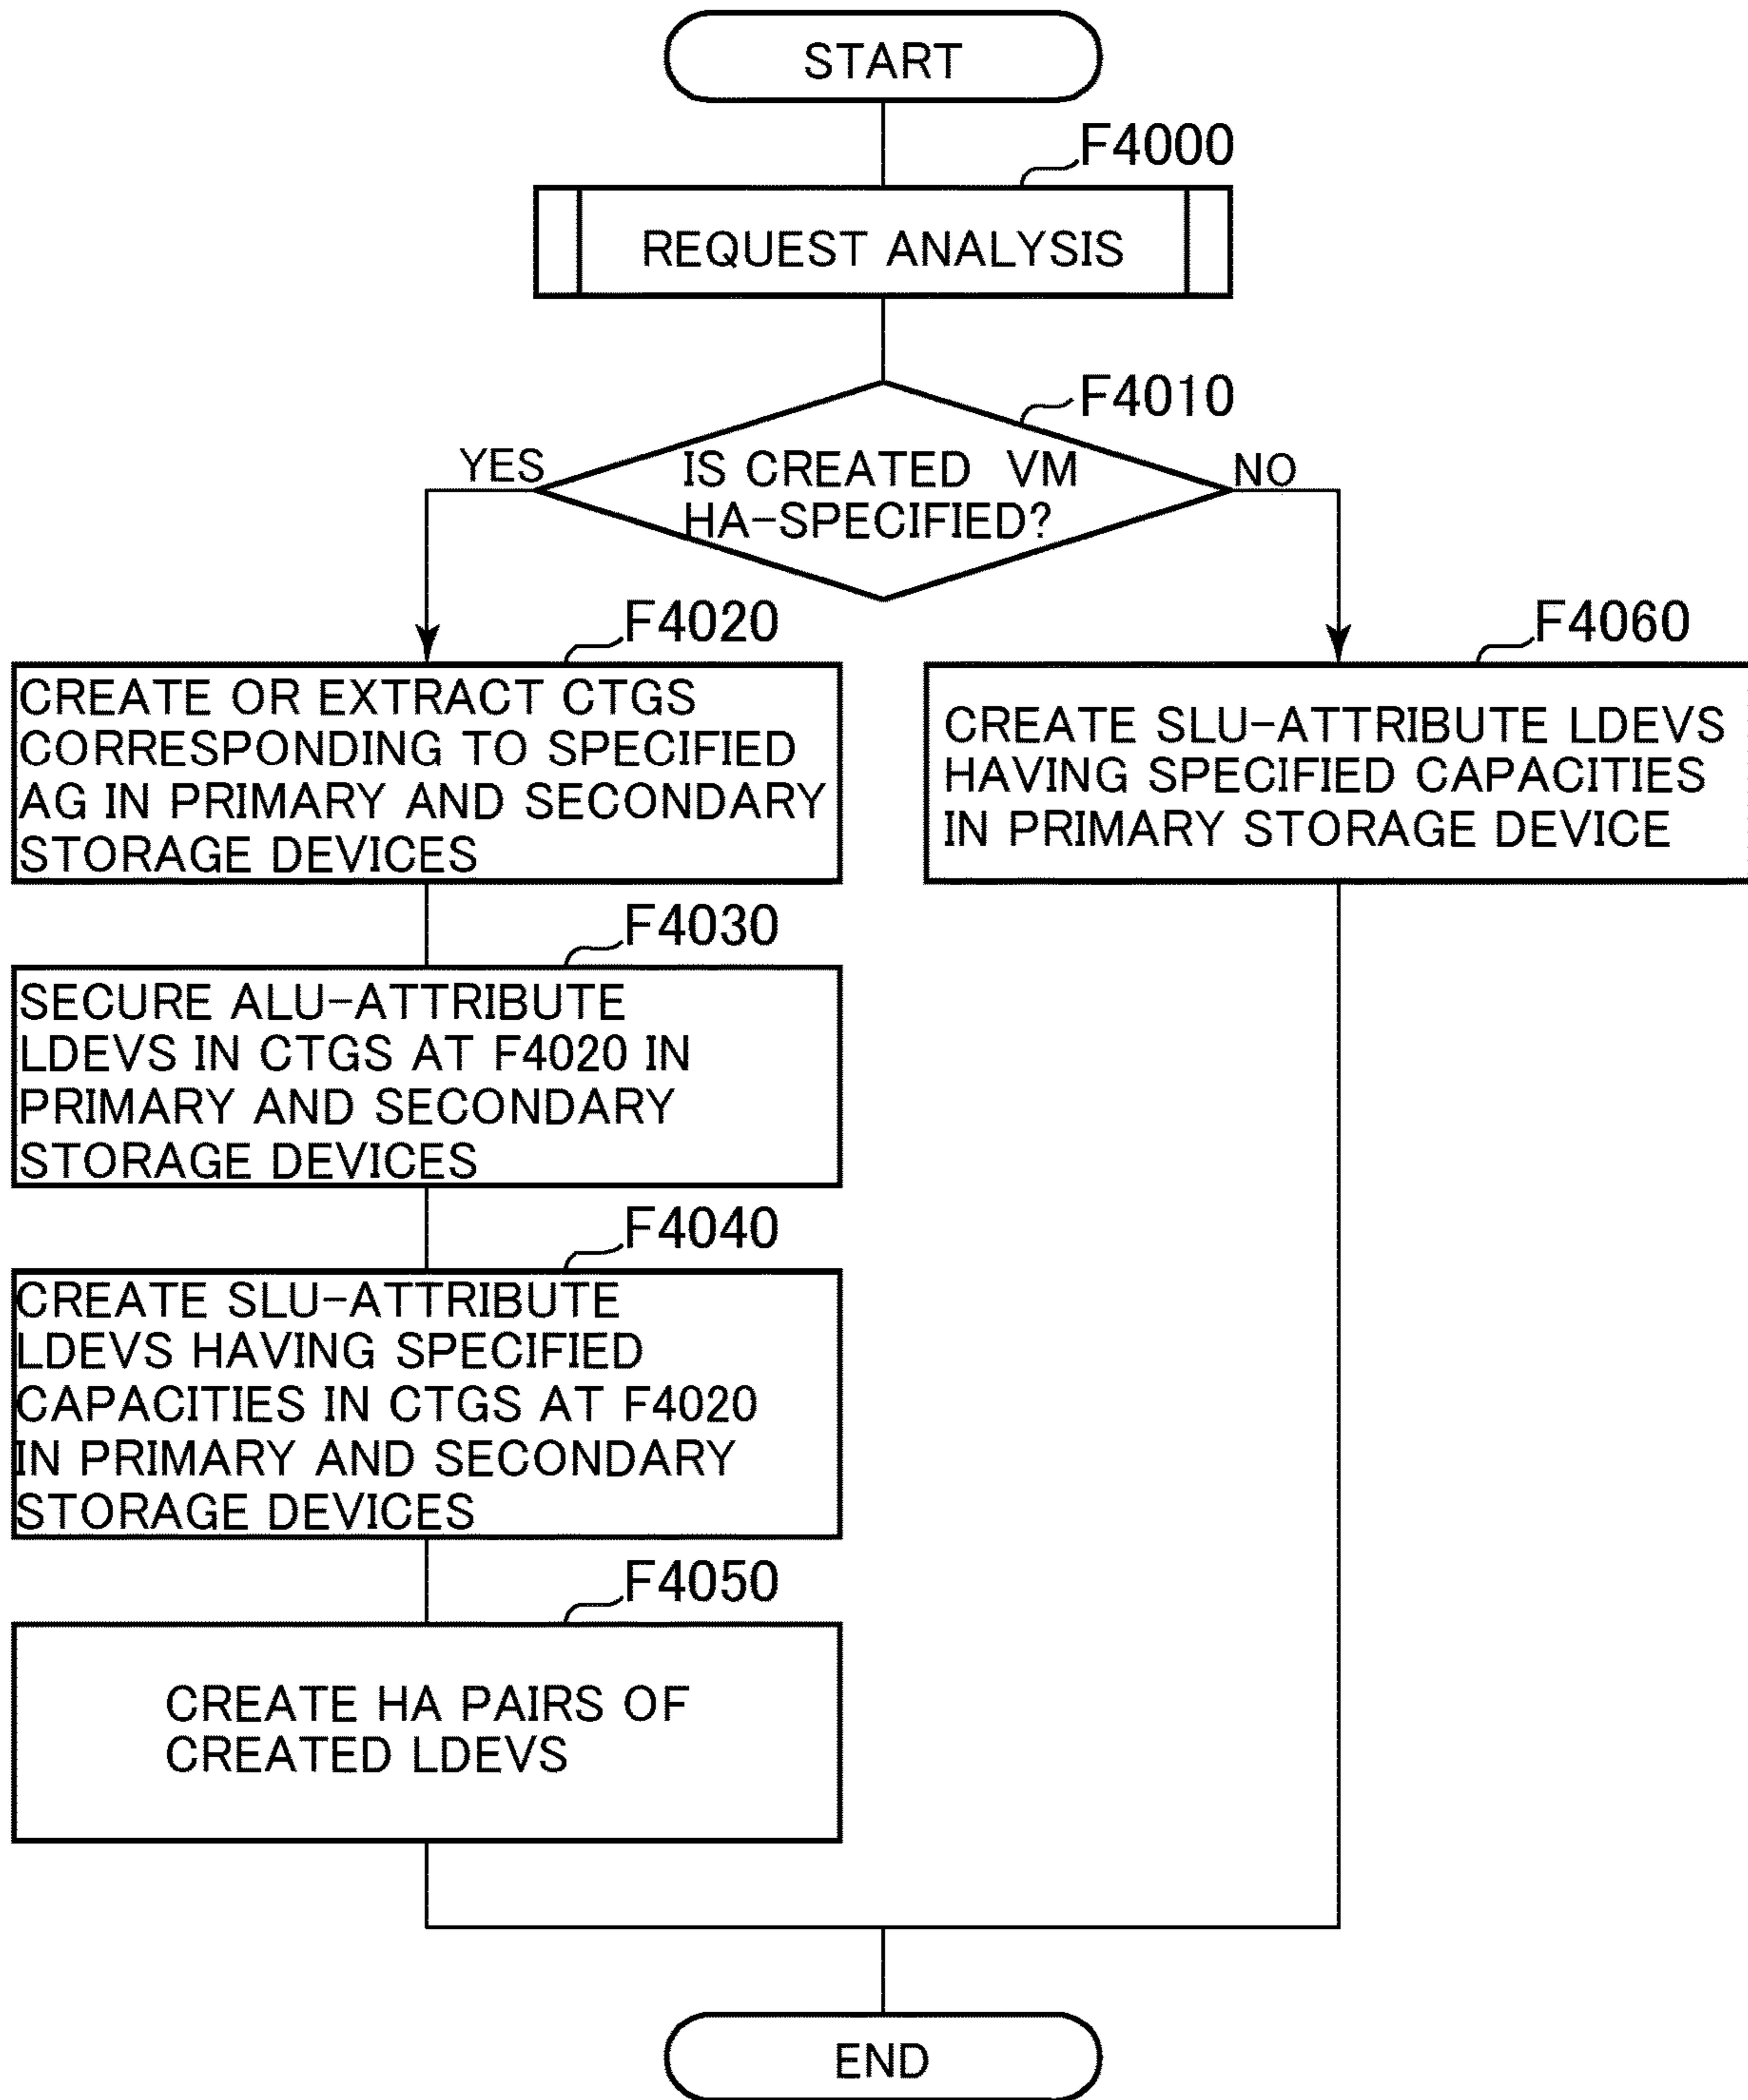 START
F4000
REQUEST ANALYSIS
F4010
YES
IS CREATED VM
HA-SPECIFIED?
NO
F4020
CREATE OR EXTRACT CTGS
CORRESPONDING TO SPECIFIED
AG IN PRIMARY AND SECONDARY
STORAGE DEVICES
F4060
CREATE SLU-ATTRIBUTE LDEVS
HAVING SPECIFIED CAPACITIES
IN PRIMARY STORAGE DEVICE
F4030
SECURE ALU-ATTRIBUTE
LDEVS IN CTGS AT F4020 IN
PRIMARY AND SECONDARY
STORAGE DEVICES
F4040
CREATE SLU-ATTRIBUTE
LDEVS HAVING SPECIFIED
CAPACITIES IN CTGS AT F4020
IN PRIMARY AND SECONDARY
STORAGE DEVICES
F4050
CREATE HA PAIRS OF
CREATED LDEVS
END